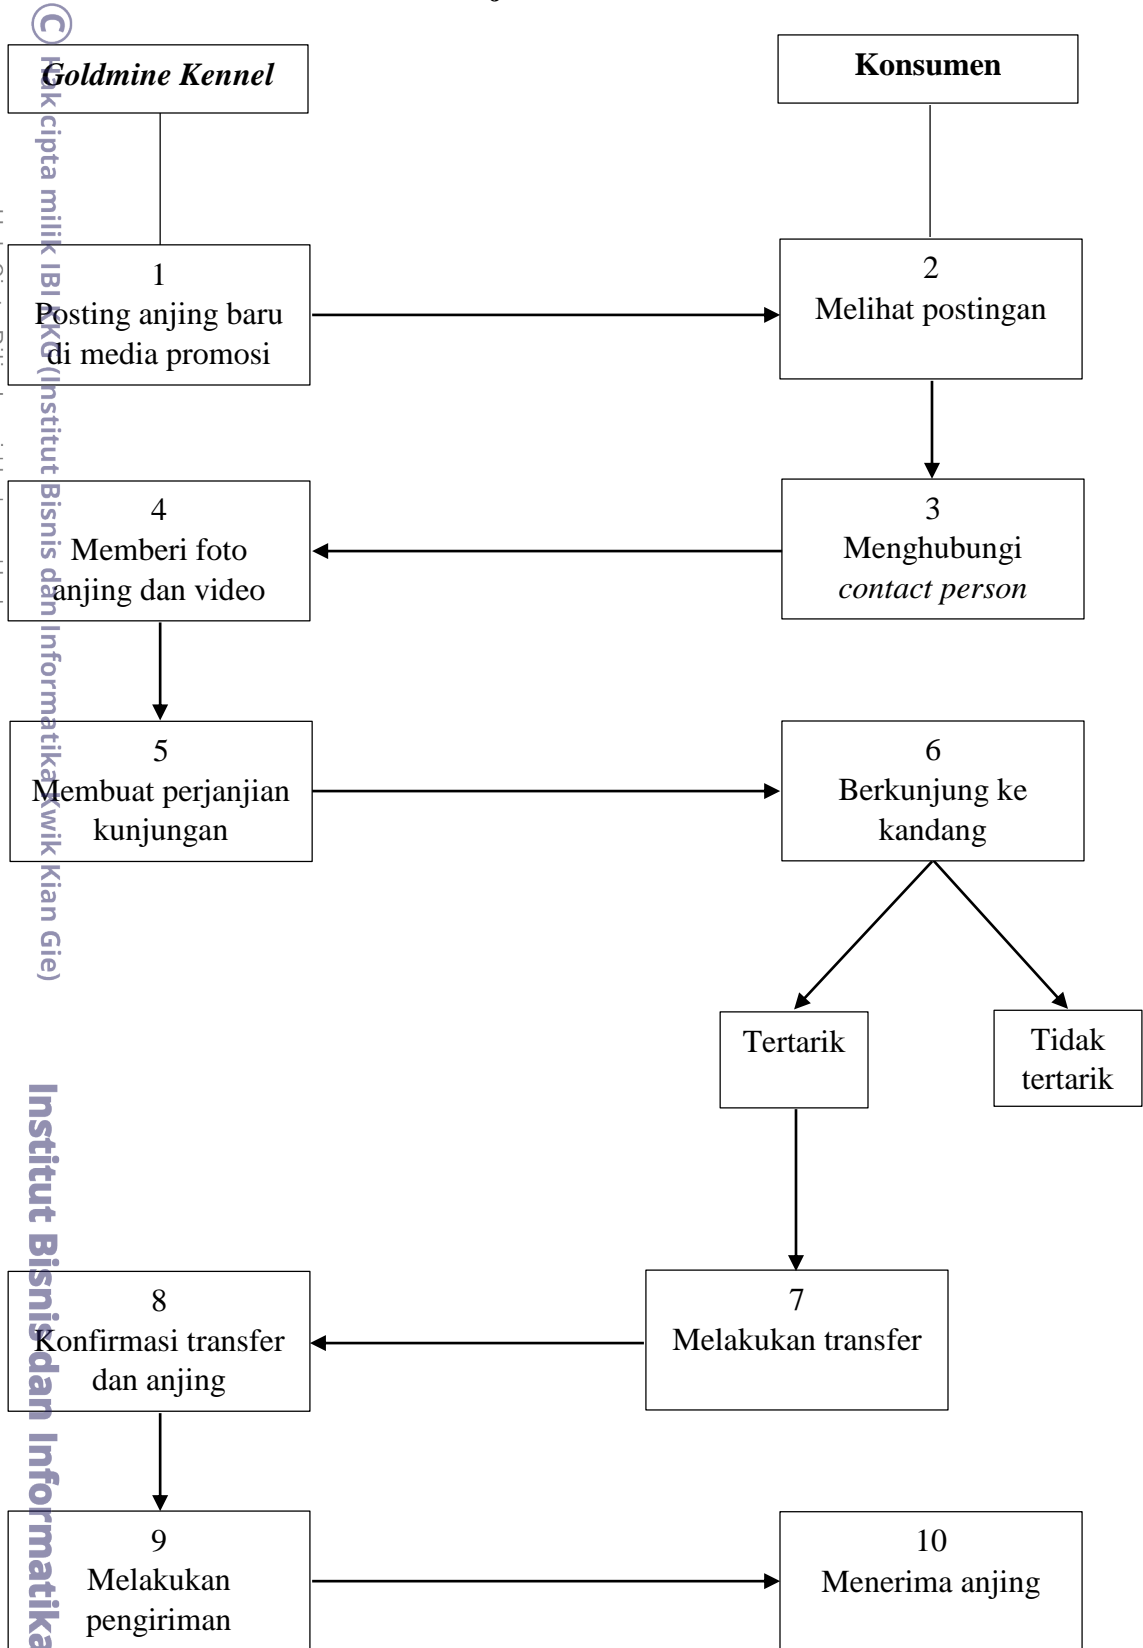 © Hak cipta milik IBI KKG (Institut Bisnis dan Informatika Kwik Kian Gie)
Institut Bisnis dan Informatika
Goldmine Kennel
Konsumen
1
Posting anjing baru
di media promosi
2
Melihat postingan
3
Menghubungi
contact person
4
Memberi foto
anjing dan video
5
Membuat perjanjian
kunjungan
6
Berkunjung ke
kandang
Tertarik
Tidak
tertarik
7
Melakukan transfer
8
Konfirmasi transfer
dan anjing
9
Melakukan
pengiriman
10
Menerima anjing